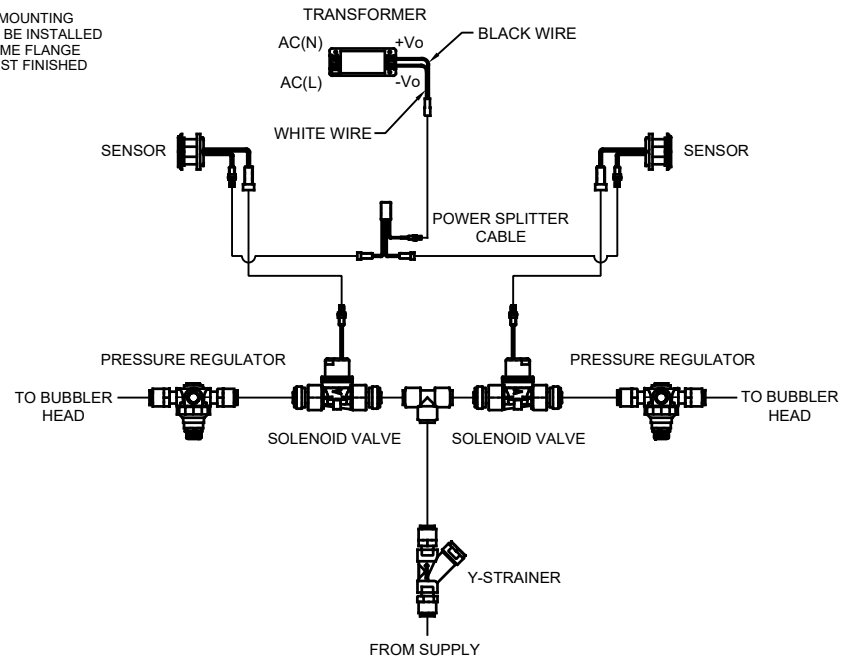 MOUNTING
BE INSTALLED
ME FLANGE
ST FINISHED
TRANSFORMER
AC(N)
+Vo
BLACK WIRE
AC(L)
-Vo
WHITE WIRE
SENSOR
SENSOR
POWER SPLITTER
CABLE
PRESSURE REGULATOR
PRESSURE REGULATOR
TO BUBBLER
HEAD
TO BUBBLER
HEAD
SOLENOID VALVE
SOLENOID VALVE
Y-STRAINER
FROM SUPPLY